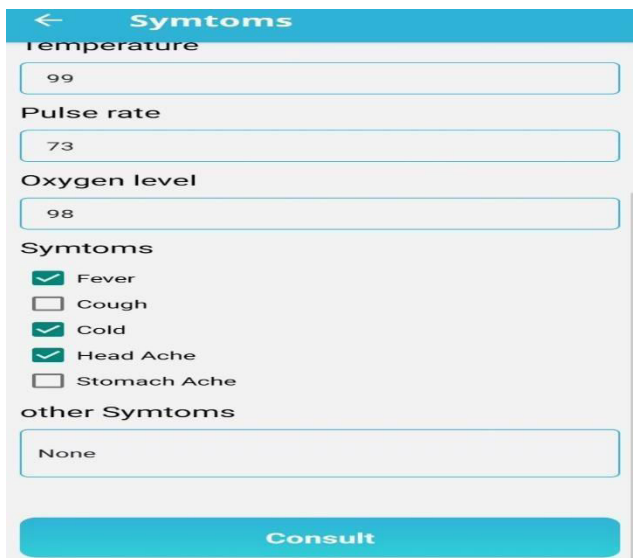 Symtoms
Temperature
99
Pulse rate
73
Oxygen level
98
Symtoms
Fever
Cough
Cold
Head Ache
Stomach Ache
other Symtoms
None
Consult